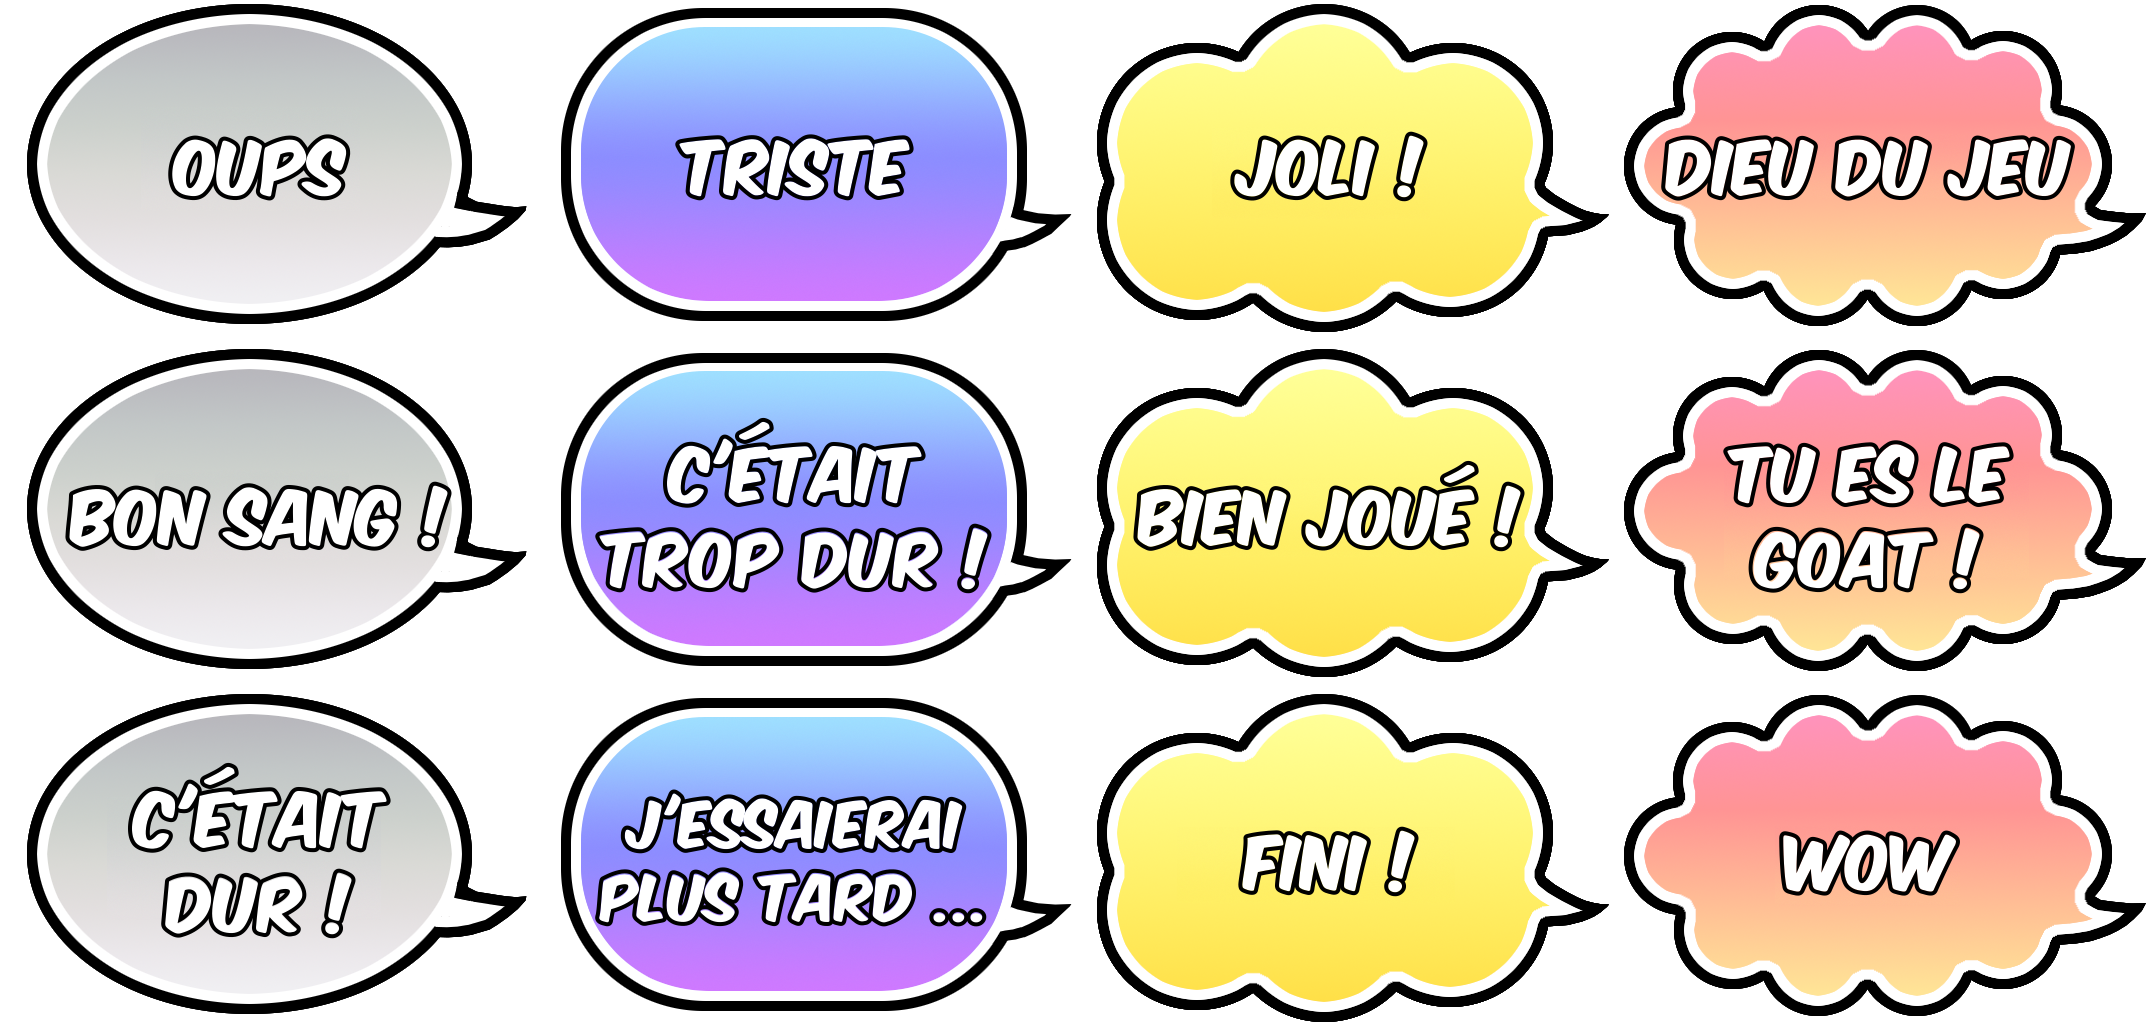 OUPS
TRISTE
JOLI !
DIEU DU JEU
BON SANG !
C'ÉTAIT
TROP DUR !
BIEN JOUÉ !
TU ES LE
GOAT !
C'ÉTAIT
DUR !
J'ESSAIERAI
PLUS TARD ...
FINI !
WOW